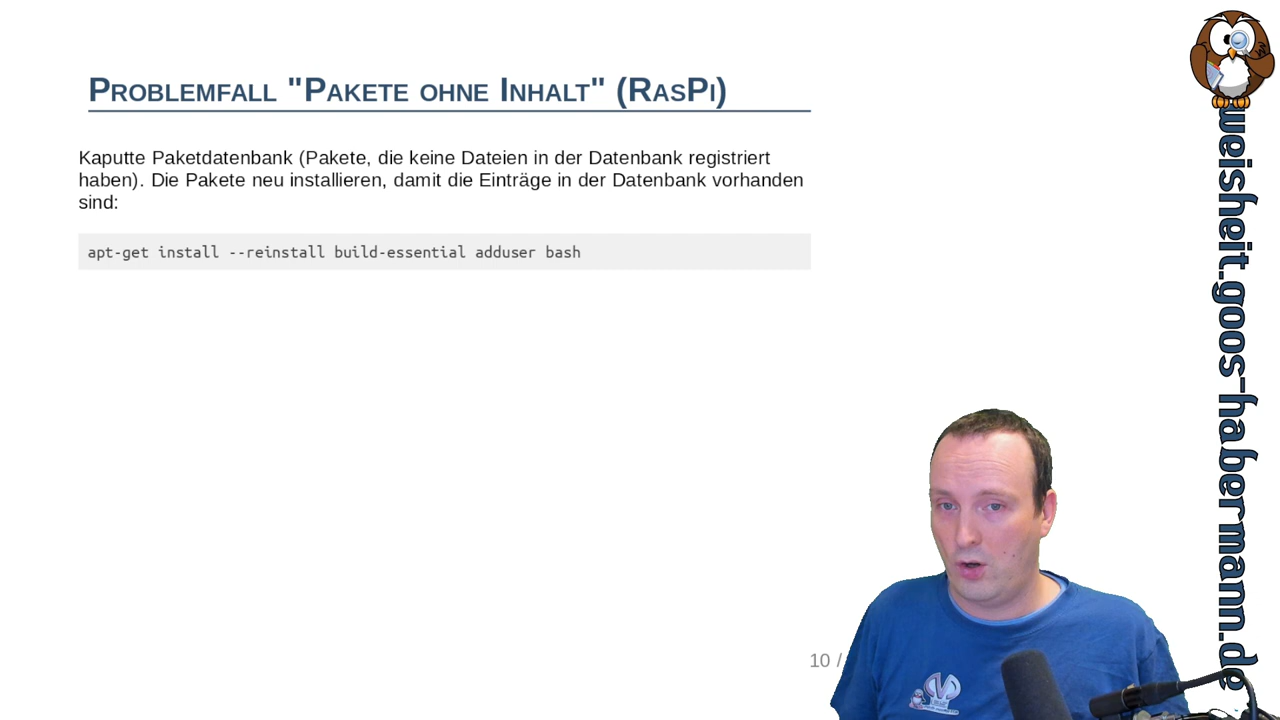 Problemfall "Pakete ohne Inhalt" (RasPi)
Kaputte Paketdatenbank (Pakete, die keine Dateien in der Datenbank registriert
haben). Die Pakete neu installieren, damit die Einträge in der Datenbank vorhanden
sind:
apt-get install --reinstall build-essential adduser bash
10 /
weisheit.goos-habermann.de